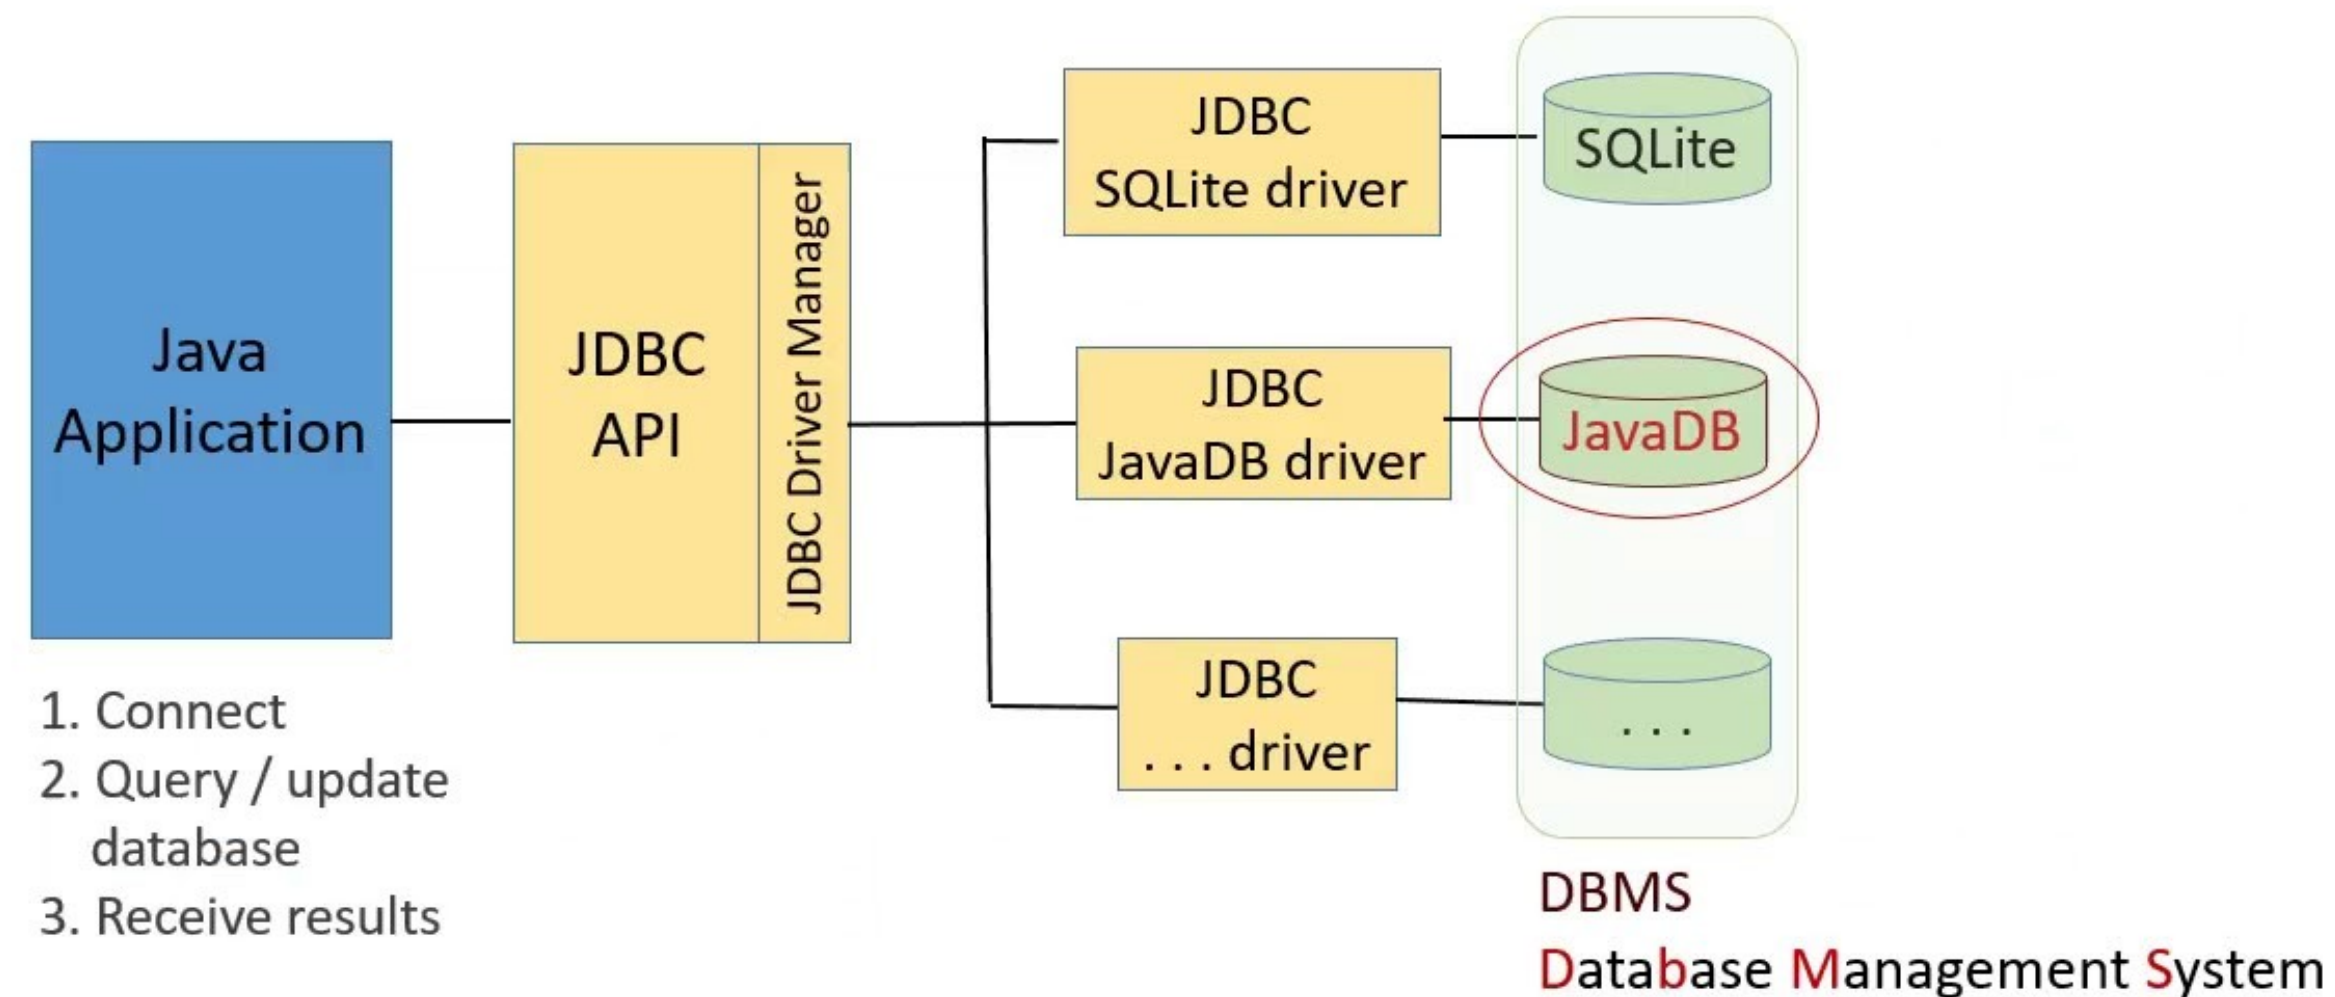 Java
Application
JDBC
API
JDBC Driver Manager
JDBC
SQLite driver
JDBC
JavaDB driver
JDBC
. . . driver
SQLite
JavaDB
. . .
1. Connect
2. Query / update
database
3. Receive results
DBMS
Database Management System